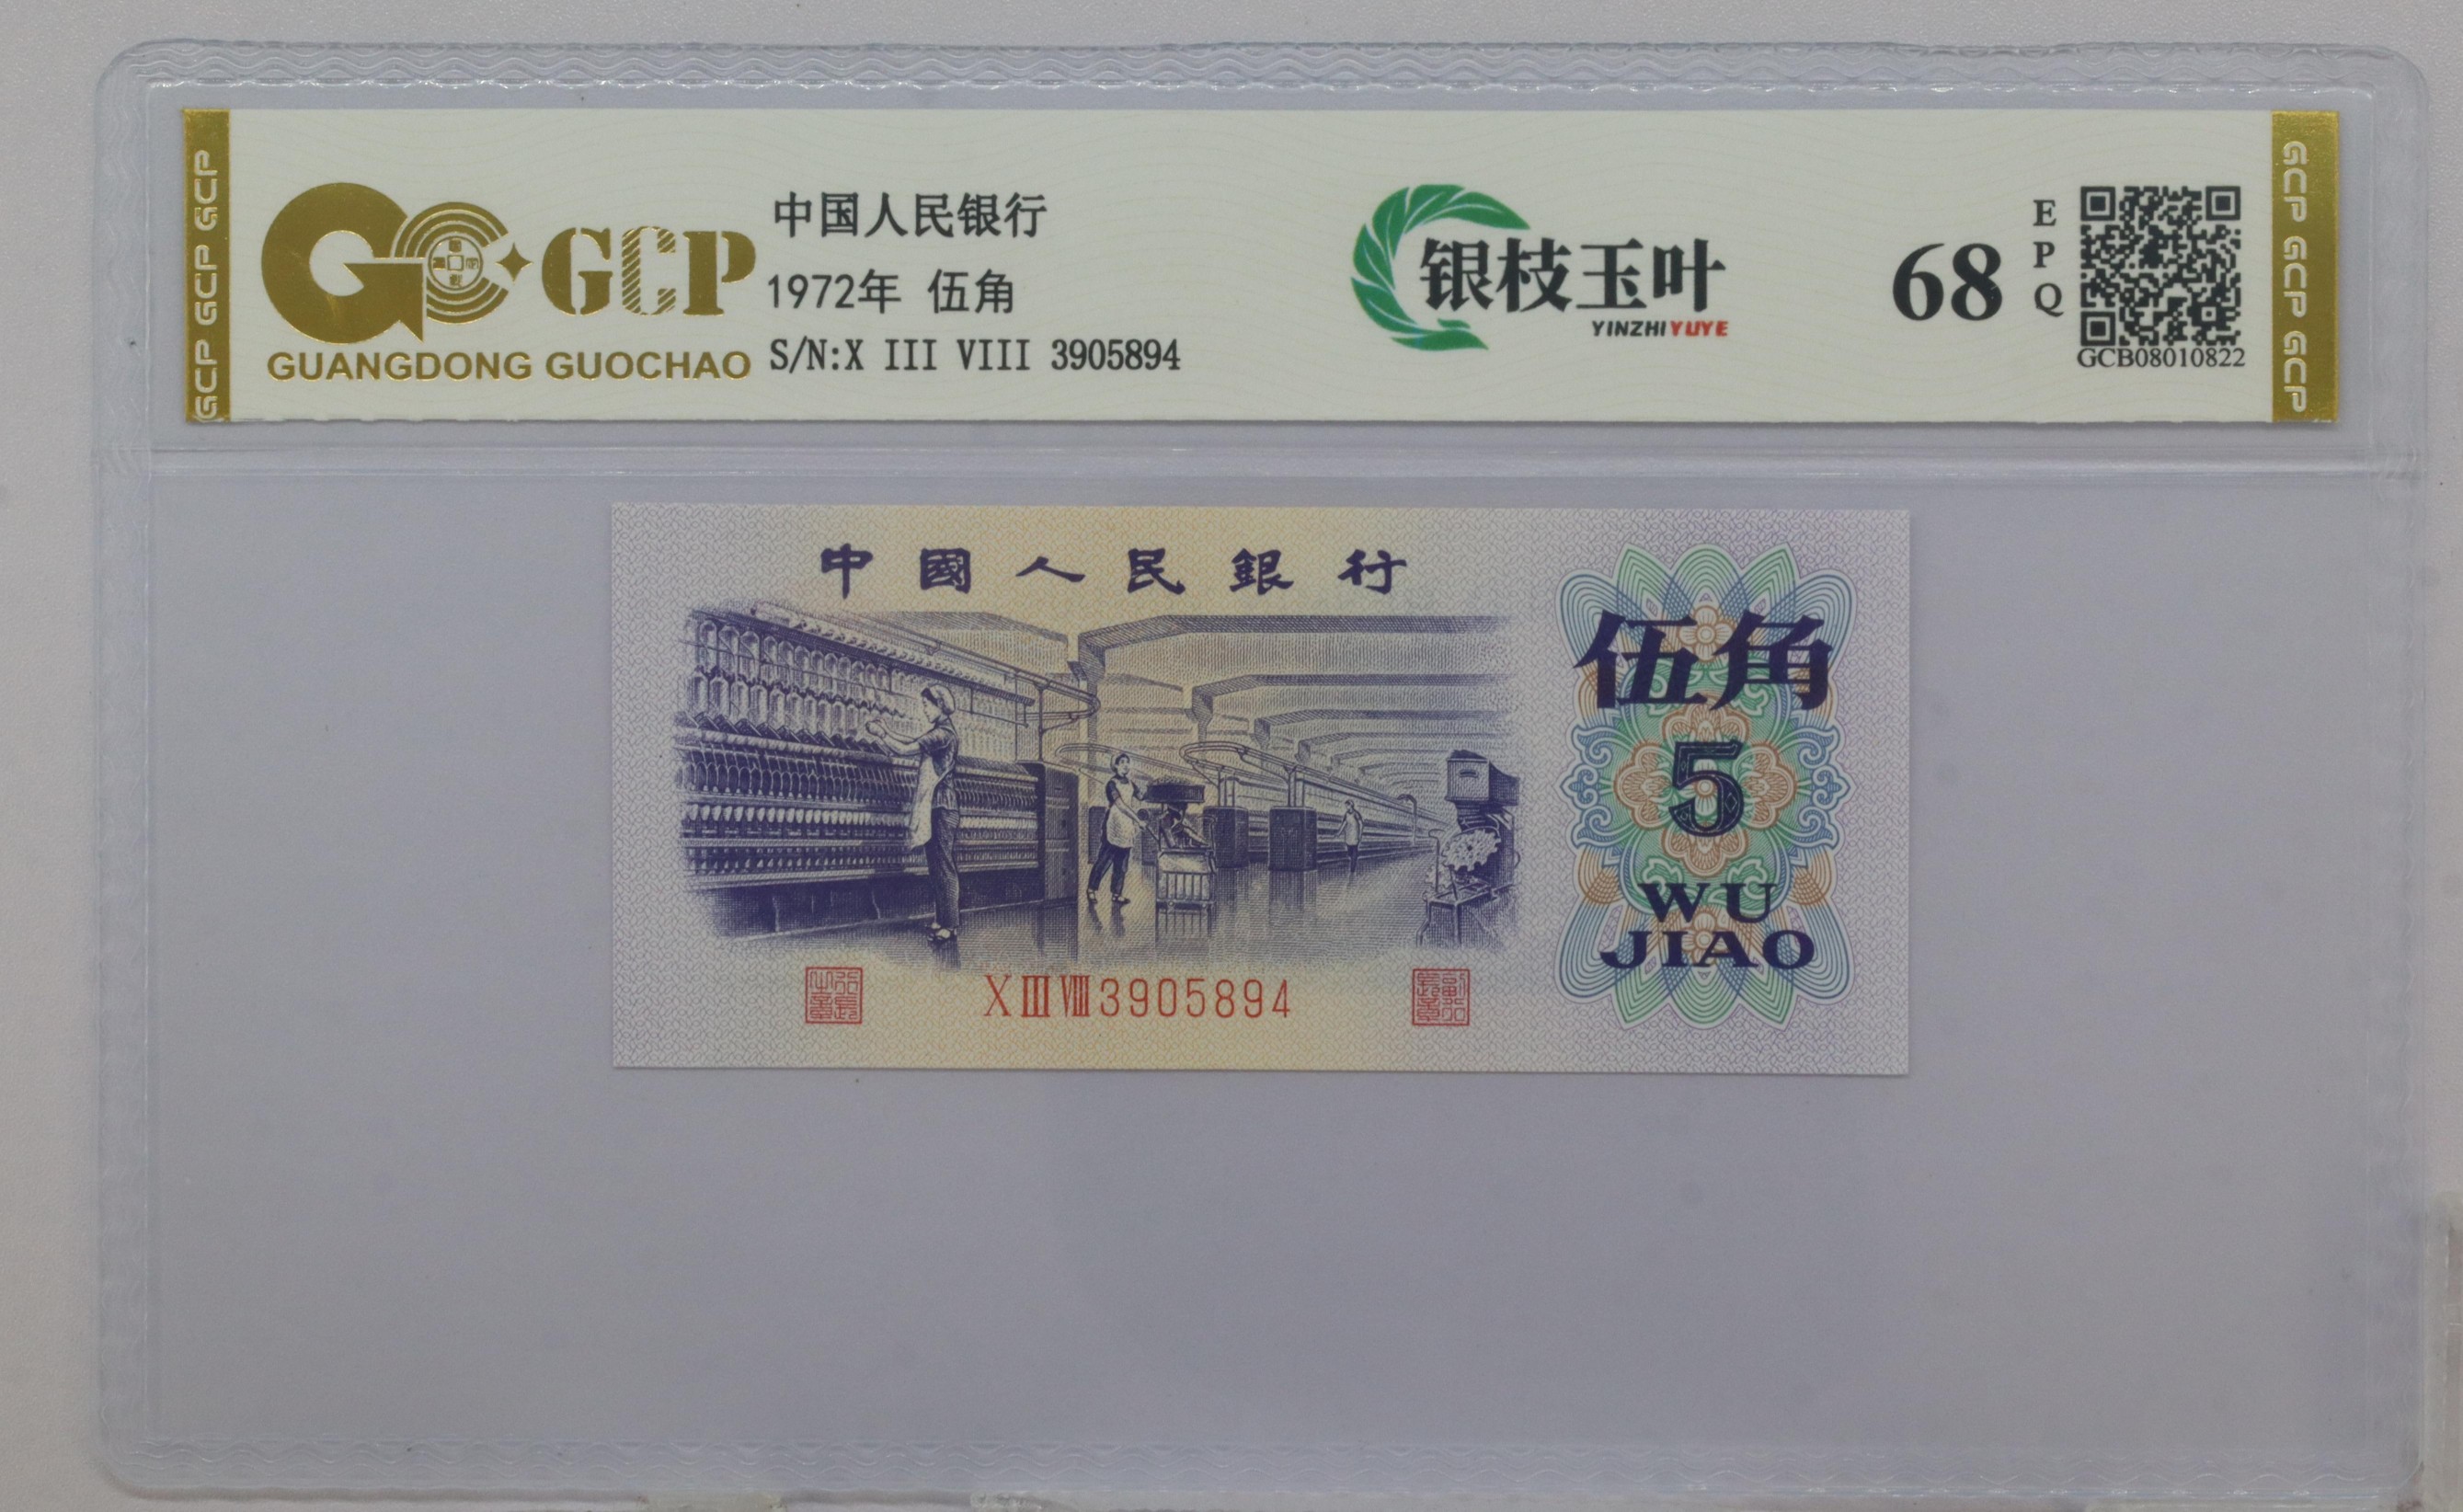 GCP GCP GCP
GCP
GUANGDONG GUOCHAO
中国人民银行
1972年 伍角
S/N:X III VIII 3905894
银枝玉叶
YINZHIYUYE
68
EPQ
GCB08010822
GCP GCP GCP
中國人民銀行
伍角
5
WU
JIAO
X III VIII 3905894